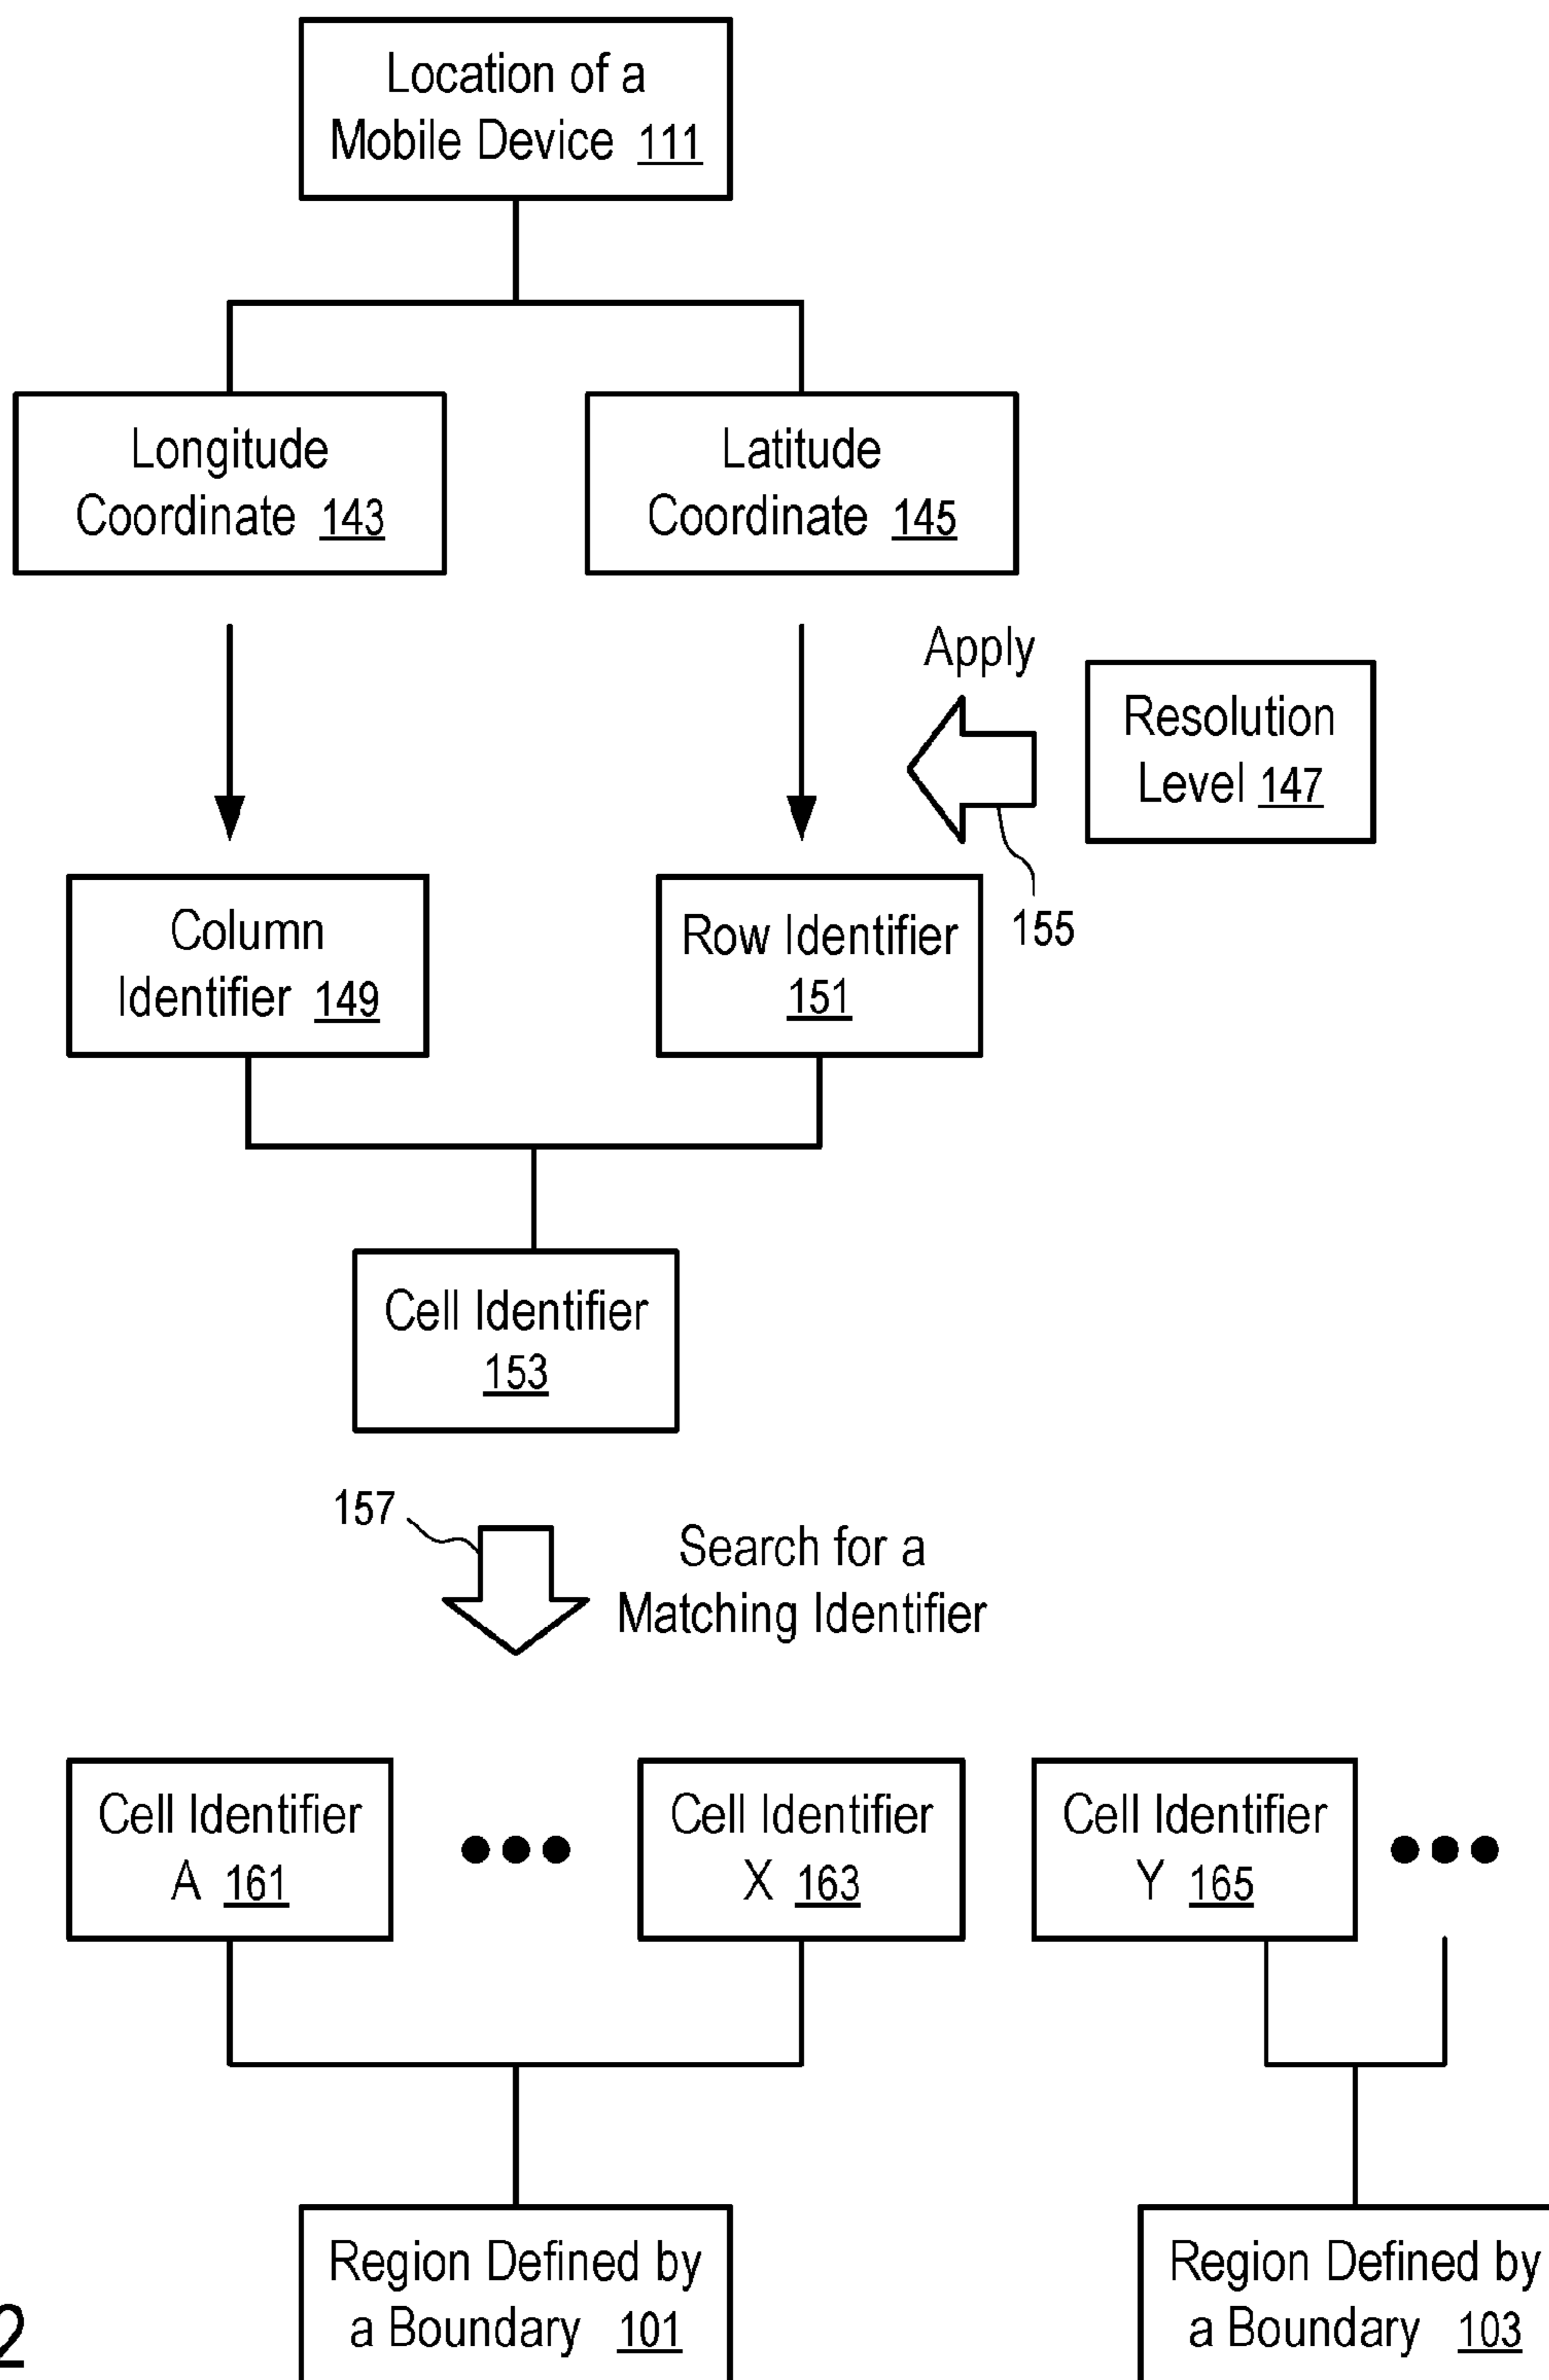 Location of a
Mobile Device 111
Longitude
Coordinate 143
Latitude
Coordinate 145
Apply
Resolution
Level 147
155
Column
Identifier 149
Row Identifier
151
Cell Identifier
153
157
Search for a
Matching Identifier
Cell Identifier
A 161
Cell Identifier
X 163
Cell Identifier
Y 165
Region Defined by
a Boundary 101
Region Defined by
a Boundary 103
2